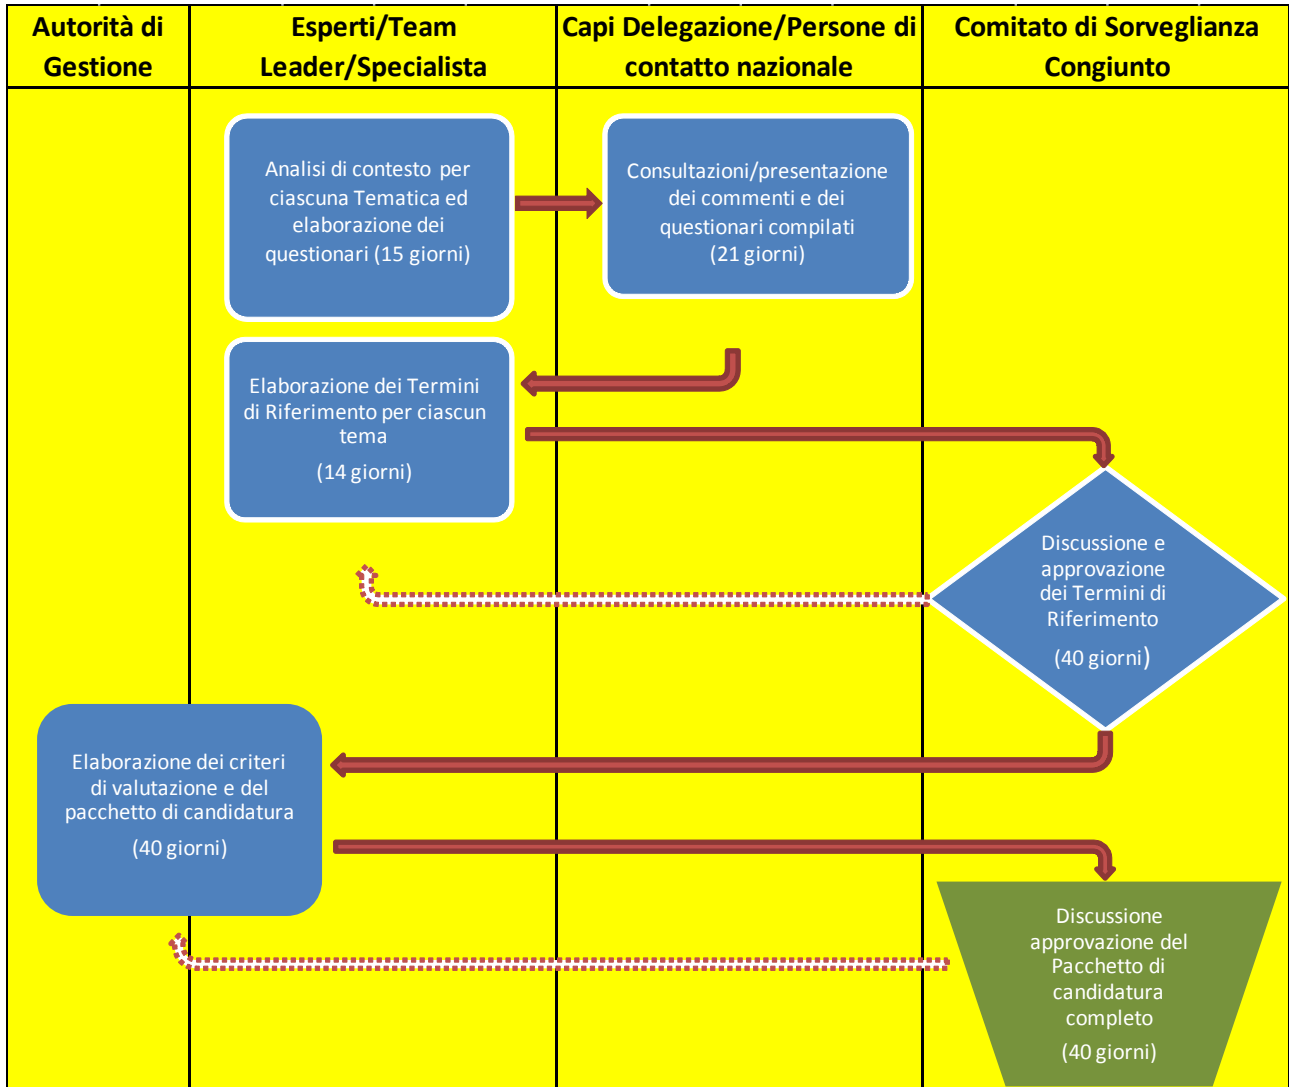 Autorità di
Gestione
Esperti/Team
Leader/Specialista
Capi Delegazione/Persone di
contatto nazionale
Comitato di Sorveglianza
Congiunto
Analisi di contesto per
ciascuna Tematica ed
elaborazione dei
questionari (15 giorni)
Consultazioni/presentazione
dei commenti e dei
questionari compilati
(21 giorni)
Elaborazione dei Termini
di Riferimento per ciascun
tema
(14 giorni)
Discussione e
approvazione
dei Termini di
Riferimento
(40 giorni)
Elaborazione dei criteri
di valutazione e del
pacchetto di candidatura
(40 giorni)
Discussione
approvazione del
Pacchetto di
candidatura
completo
(40 giorni)